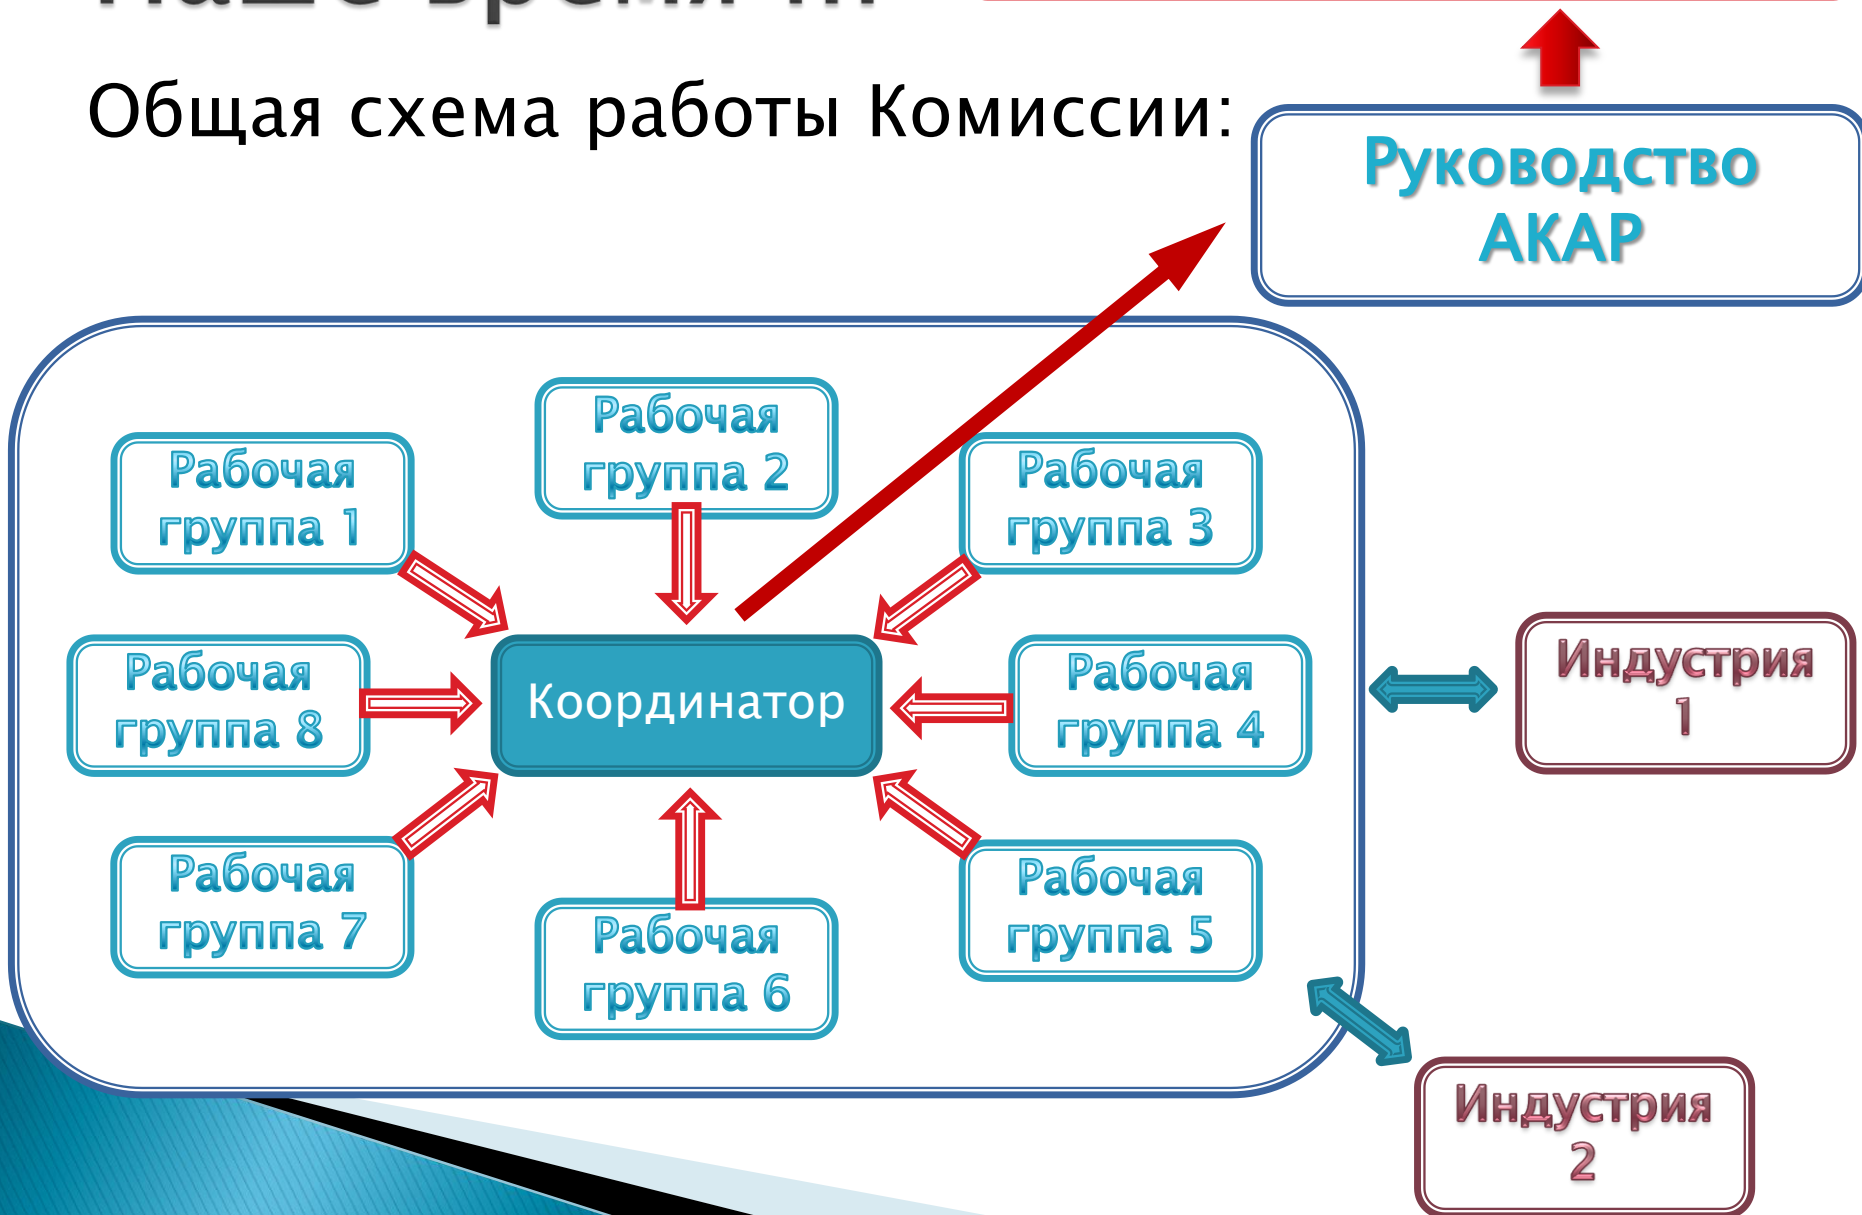 Общая схема работы Комиссии:
Руководство
АКАР
Рабочая
группа 1
Рабочая
группа 2
Рабочая
группа 3
Рабочая
группа 8
Координатор
Рабочая
группа 4
Индустрия
1
Рабочая
группа 7
Рабочая
группа 6
Рабочая
группа 5
Индустрия
2